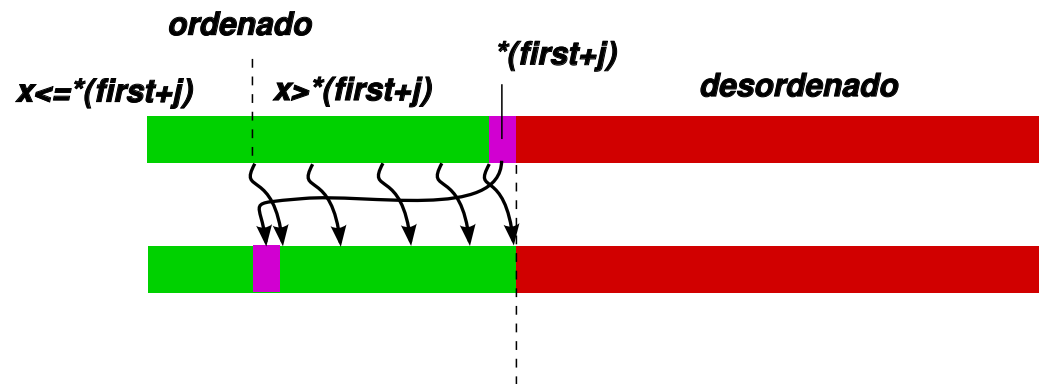 ordenado
*(first+j)
x<=*(first+j)
x>*(first+j)
desordenado